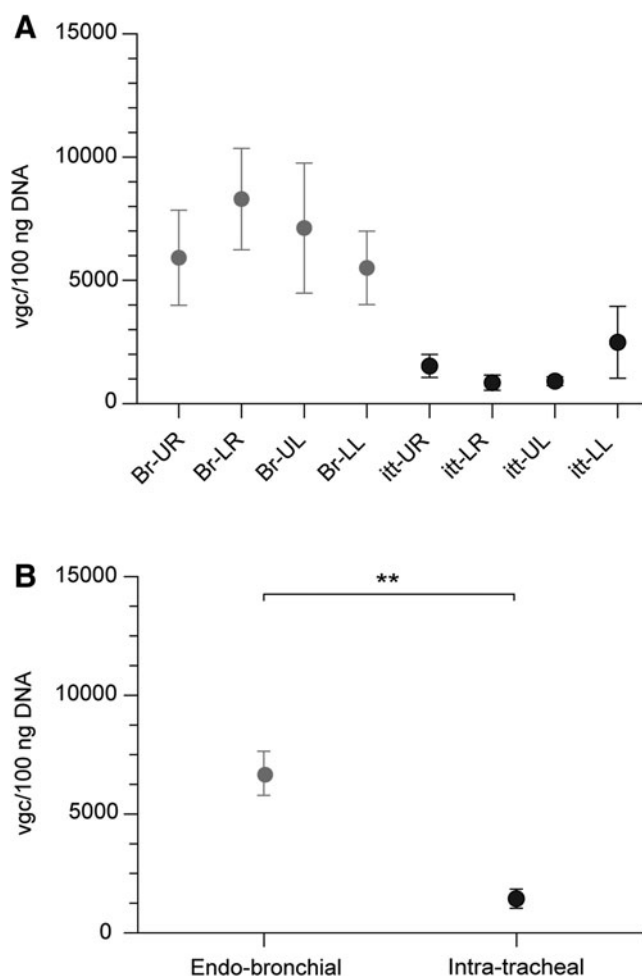 A
15000
10000
5000
0
vgc/100 ng DNA
Br-UR
Br-LR
Br-UL
Br-LL
itt-UR
itt-LR
itt-UL
itt-LL
B
15000
**
10000
5000
0
vgc/100 ng DNA
Endo-bronchial
Intra-tracheal